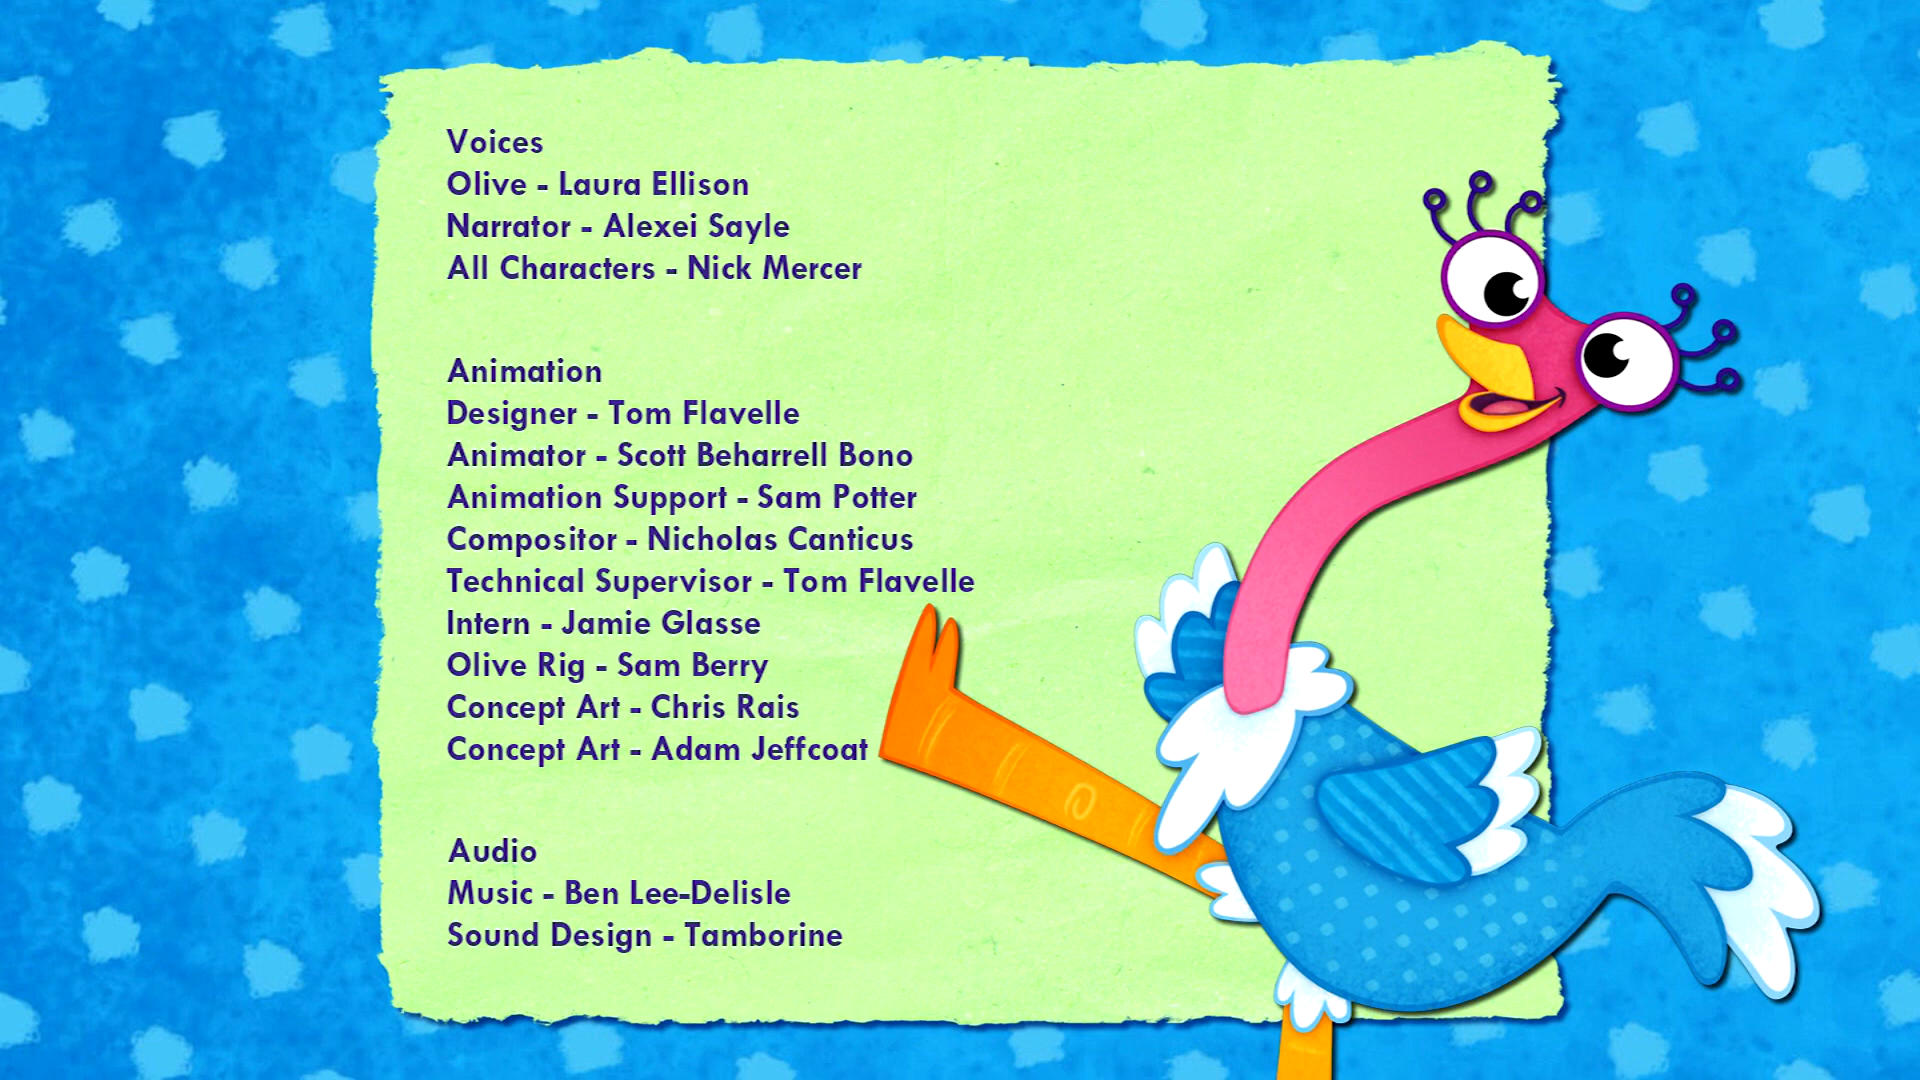 Voices
Olive - Laura Ellison
Narrator - Alexei Sayle
All Characters - Nick Mercer
Animation
Designer - Tom Flavelle
Animator - Scott Beharrell Bono
Animation Support - Sam Potter
Compositor - Nicholas Canticus
Technical Supervisor - Tom Flavelle
Intern - Jamie Glasse
Olive Rig - Sam Berry
Concept Art - Chris Rais
Concept Art - Adam Jeffcoat
Audio
Music - Ben Lee-Delisle
Sound Design - Tamborine